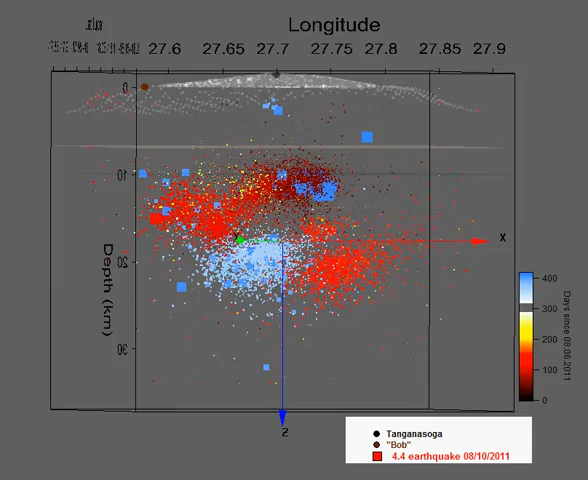 Longitude
27.6 27.65 27.7 27.75 27.8 27.85 27.9
0
10
X
20
Depth (km)
30
Z
400
300
200
100
0
Days since 08.06.2011
Tanganasoga
"Bob"
4.4 earthquake 08/10/2011